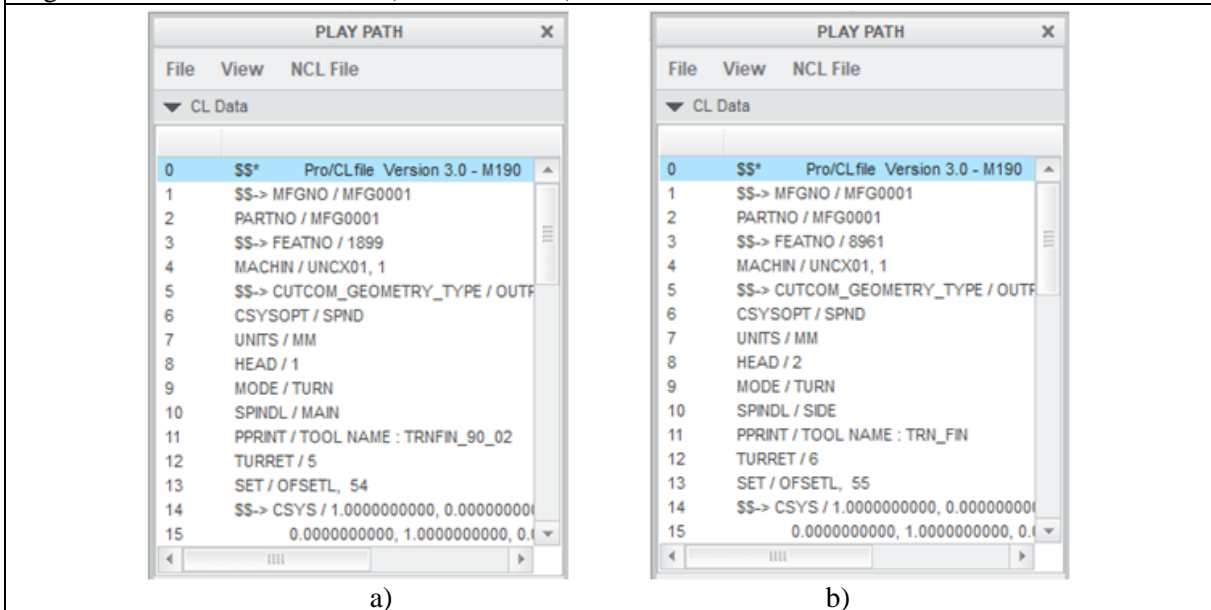 PLAY PATH X
File View NCL File
CL Data
0 $$* Pro/CLfile Version 3.0 - M190
1 $$-> MFGNO / MFG0001
2 PARTNO / MFG0001
3 $$-> FEATNO / 1899
4 MACHIN / UNCX01, 1
5 $$-> CUTCOM_GEOMETRY_TYPE / OUTP
6 CSYSOPT / SPND
7 UNITS / MM
8 HEAD / 1
9 MODE / TURN
10 SPINDL / MAIN
11 PPRINT / TOOL NAME : TRNFIN_90_02
12 TURRET / 5
13 SET / OFSETL, 54
14 $$-> CSYS / 1.0000000000, 0.000000000
15 0.0000000000, 1.0000000000, 0.
a)
PLAY PATH X
File View NCL File
CL Data
0 $$* Pro/CLfile Version 3.0 - M190
1 $$-> MFGNO / MFG0001
2 PARTNO / MFG0001
3 $$-> FEATNO / 8961
4 MACHIN / UNCX01, 1
5 $$-> CUTCOM_GEOMETRY_TYPE / OUTP
6 CSYSOPT / SPND
7 UNITS / MM
8 HEAD / 2
9 MODE / TURN
10 SPINDL / SIDE
11 PPRINT / TOOL NAME : TRN_FIN
12 TURRET / 6
13 SET / OFSETL, 55
14 $$-> CSYS / 1.0000000000, 0.000000000
15 0.0000000000, 1.0000000000, 0.
b)